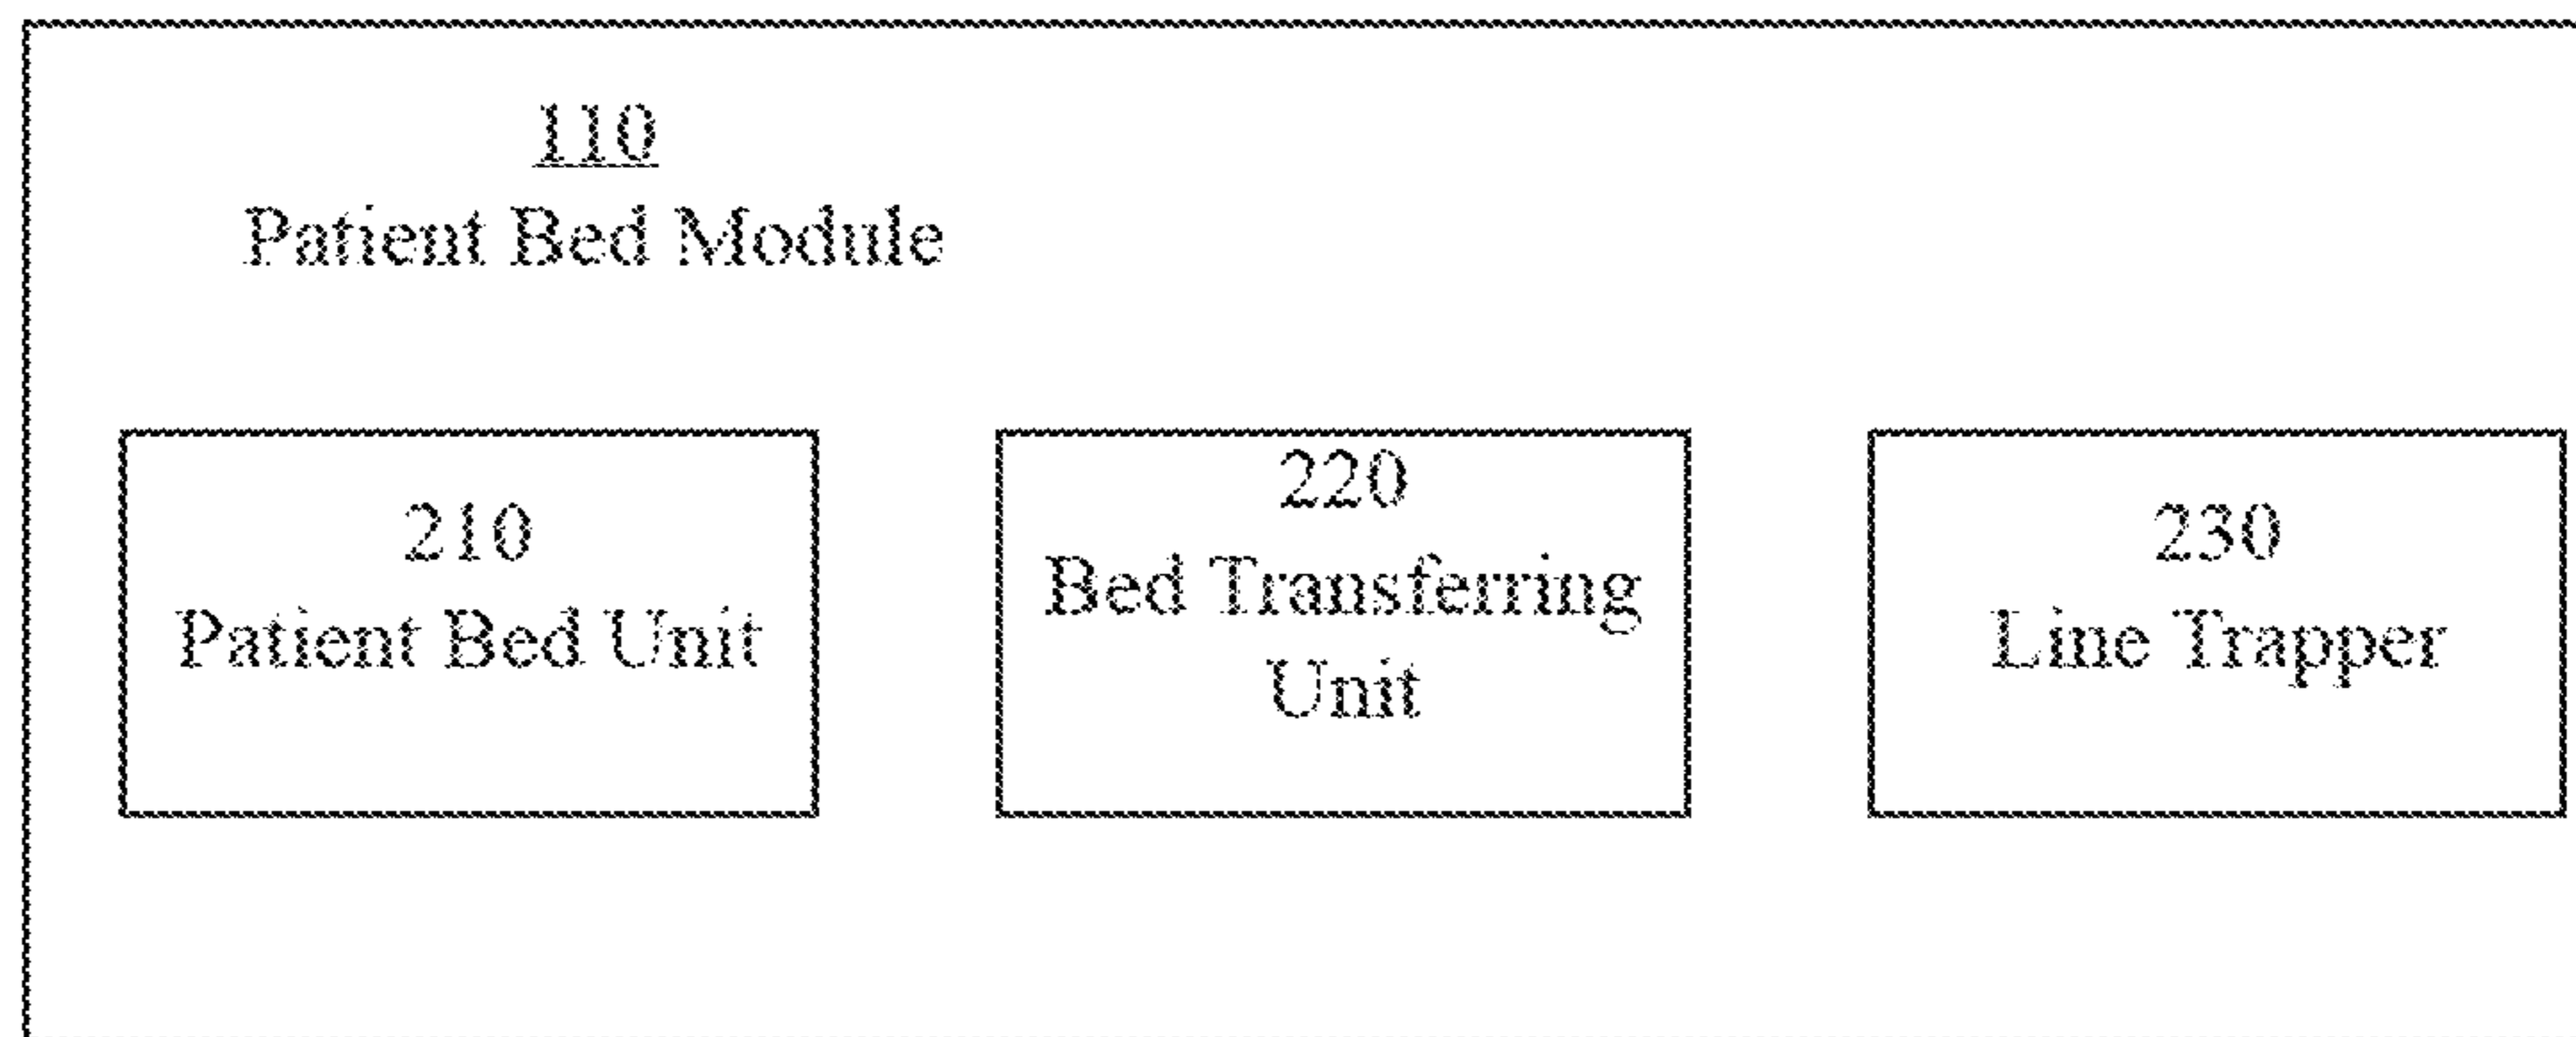 110
Patient Bed Module
210
Patient Bed Unit
220
Bed Transferring
Unit
230
Line Trapper